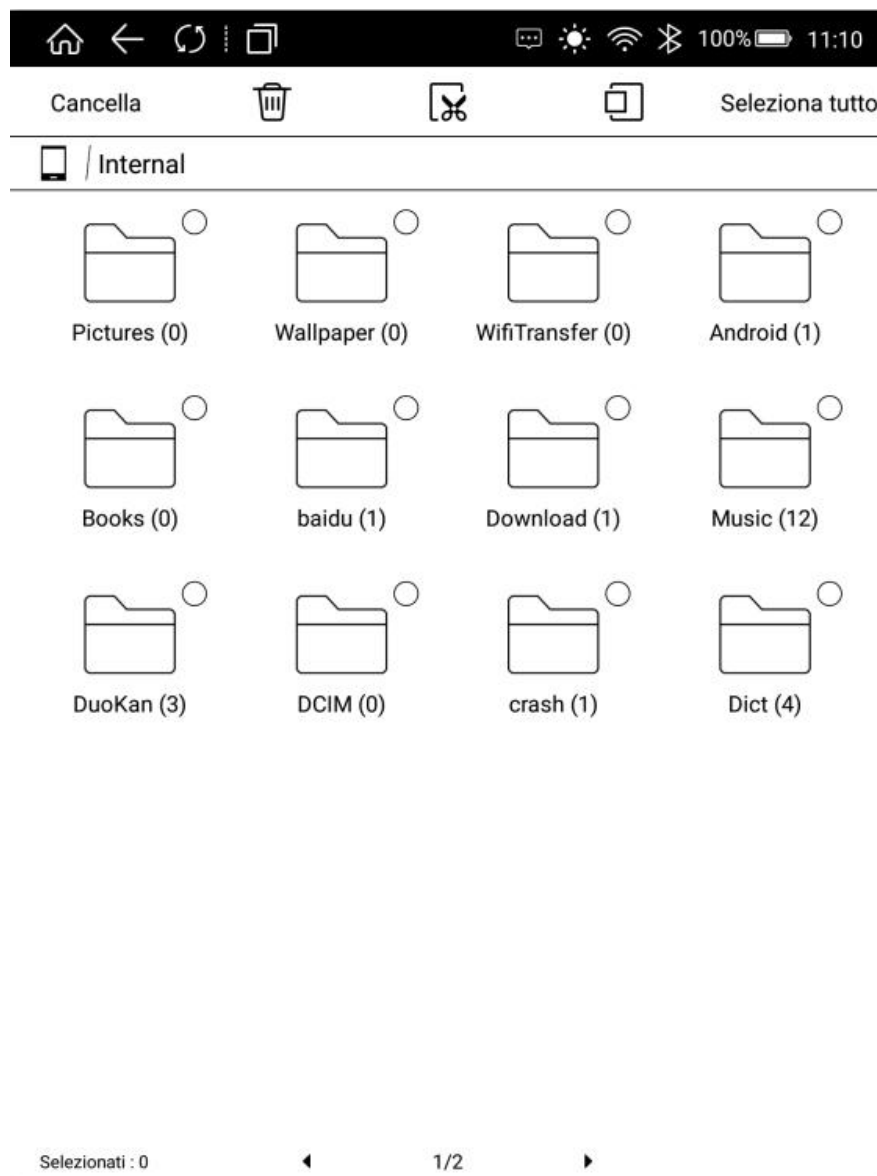 100% 11:10
Cancella Seleziona tutto
Internal
Pictures (0) Wallpaper (0) WifiTransfer (0) Android (1)
Books (0) baidu (1) Download (1) Music (12)
DuoKan (3) DCIM (0) crash (1) Dict (4)
Selezionati : 0 1/2